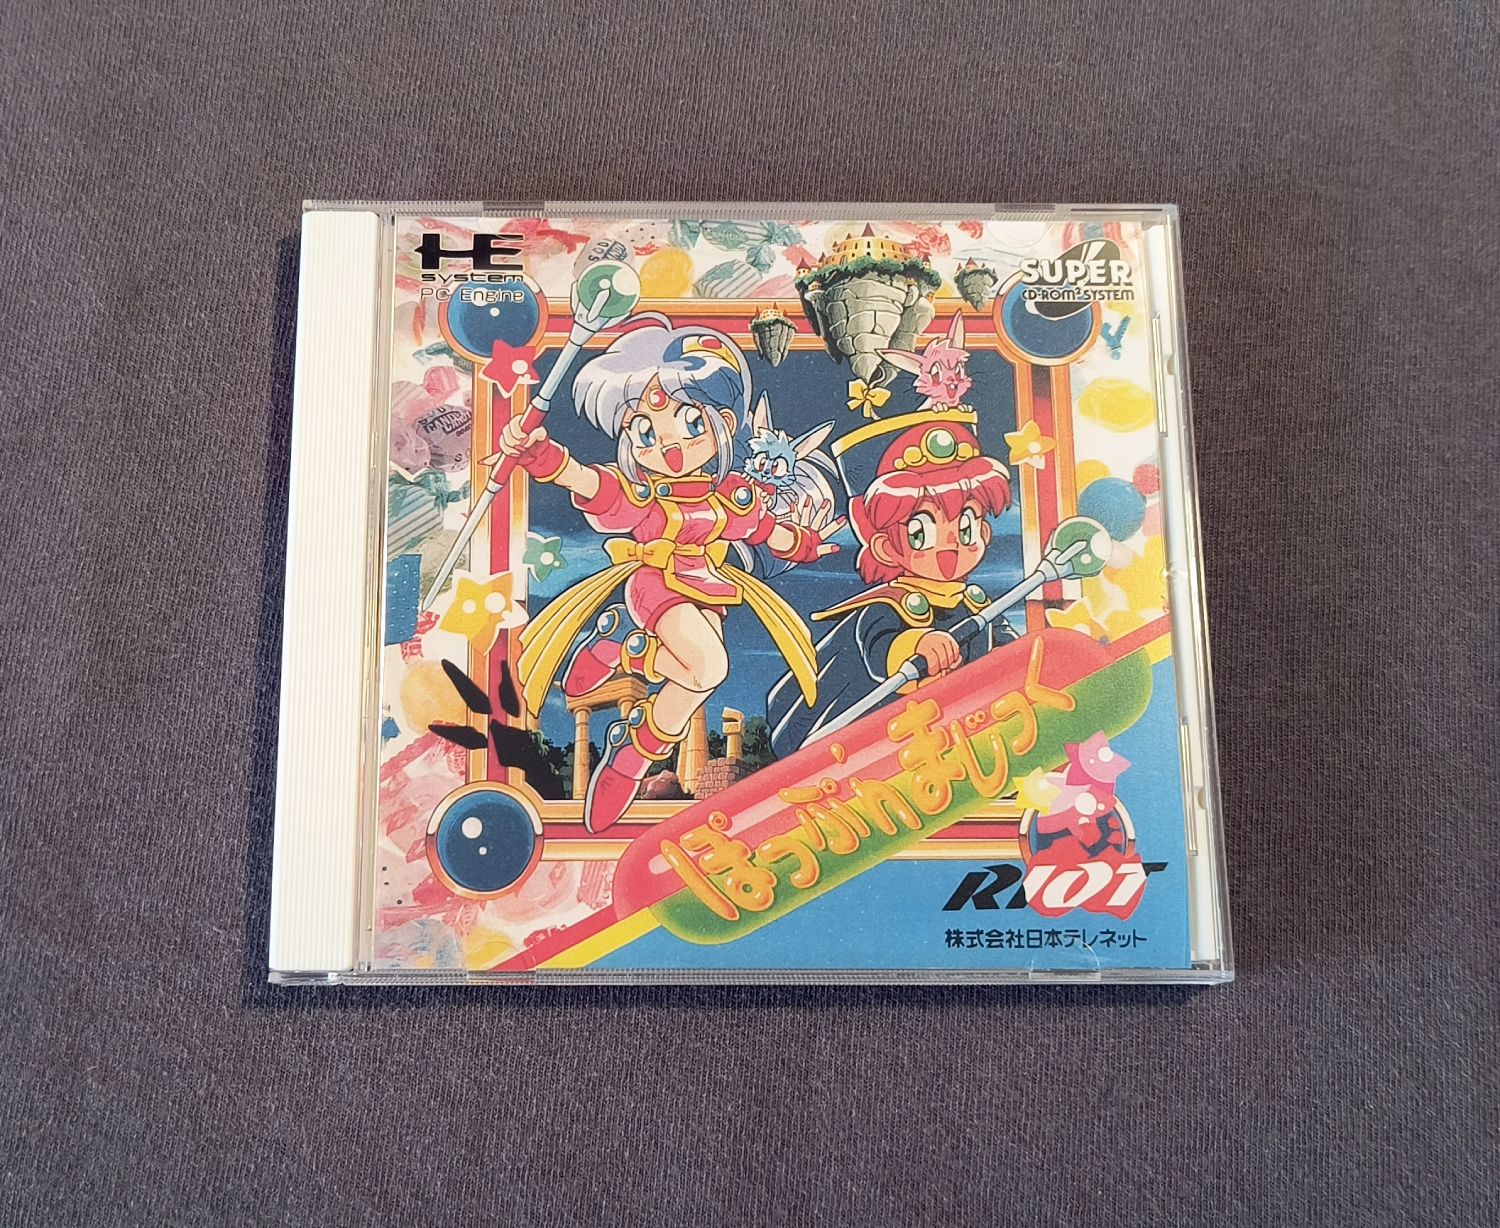 HE
system
PC Engine
SUPER
CD-ROM² SYSTEM
ぽっぷるまじっく
RIOT
株式会社日本テレネット